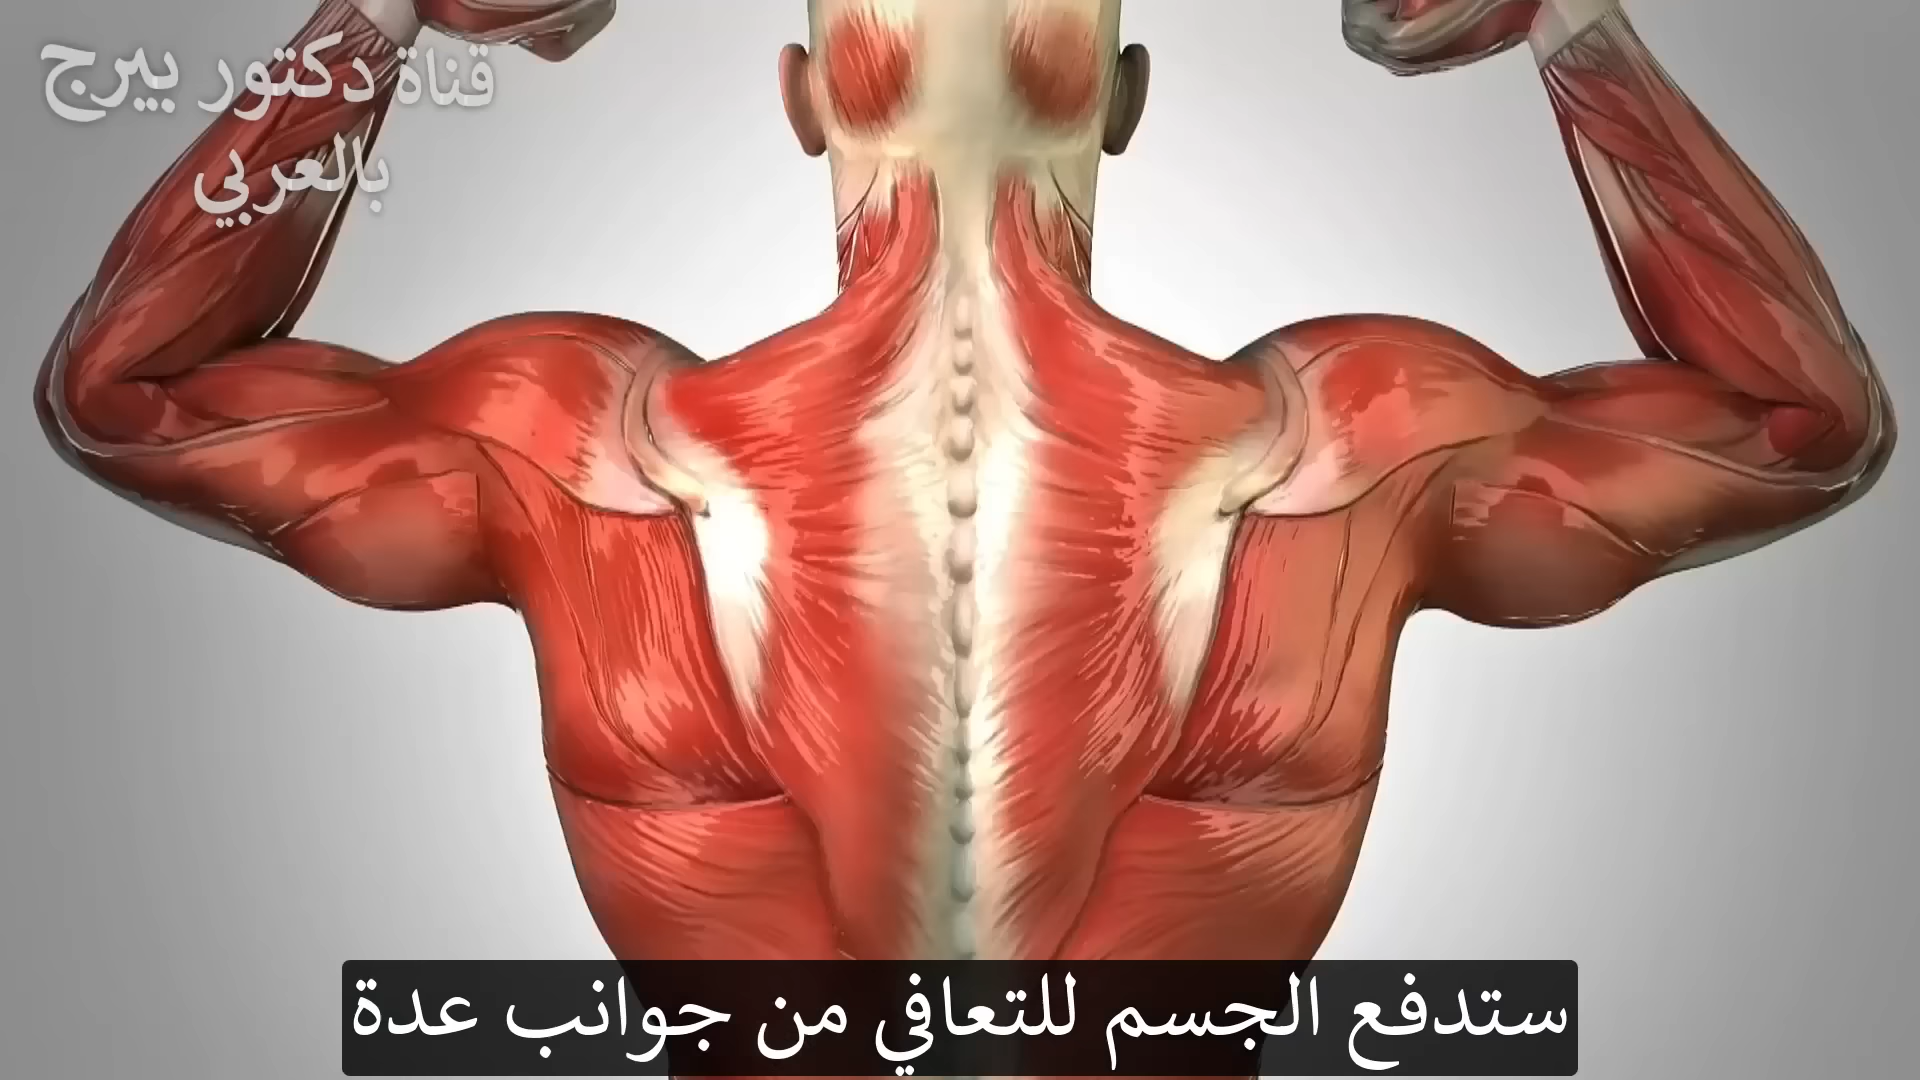 قناة دكتور بيرج
بالعربي
ستدفع الجسم للتعافي من جوانب عدة